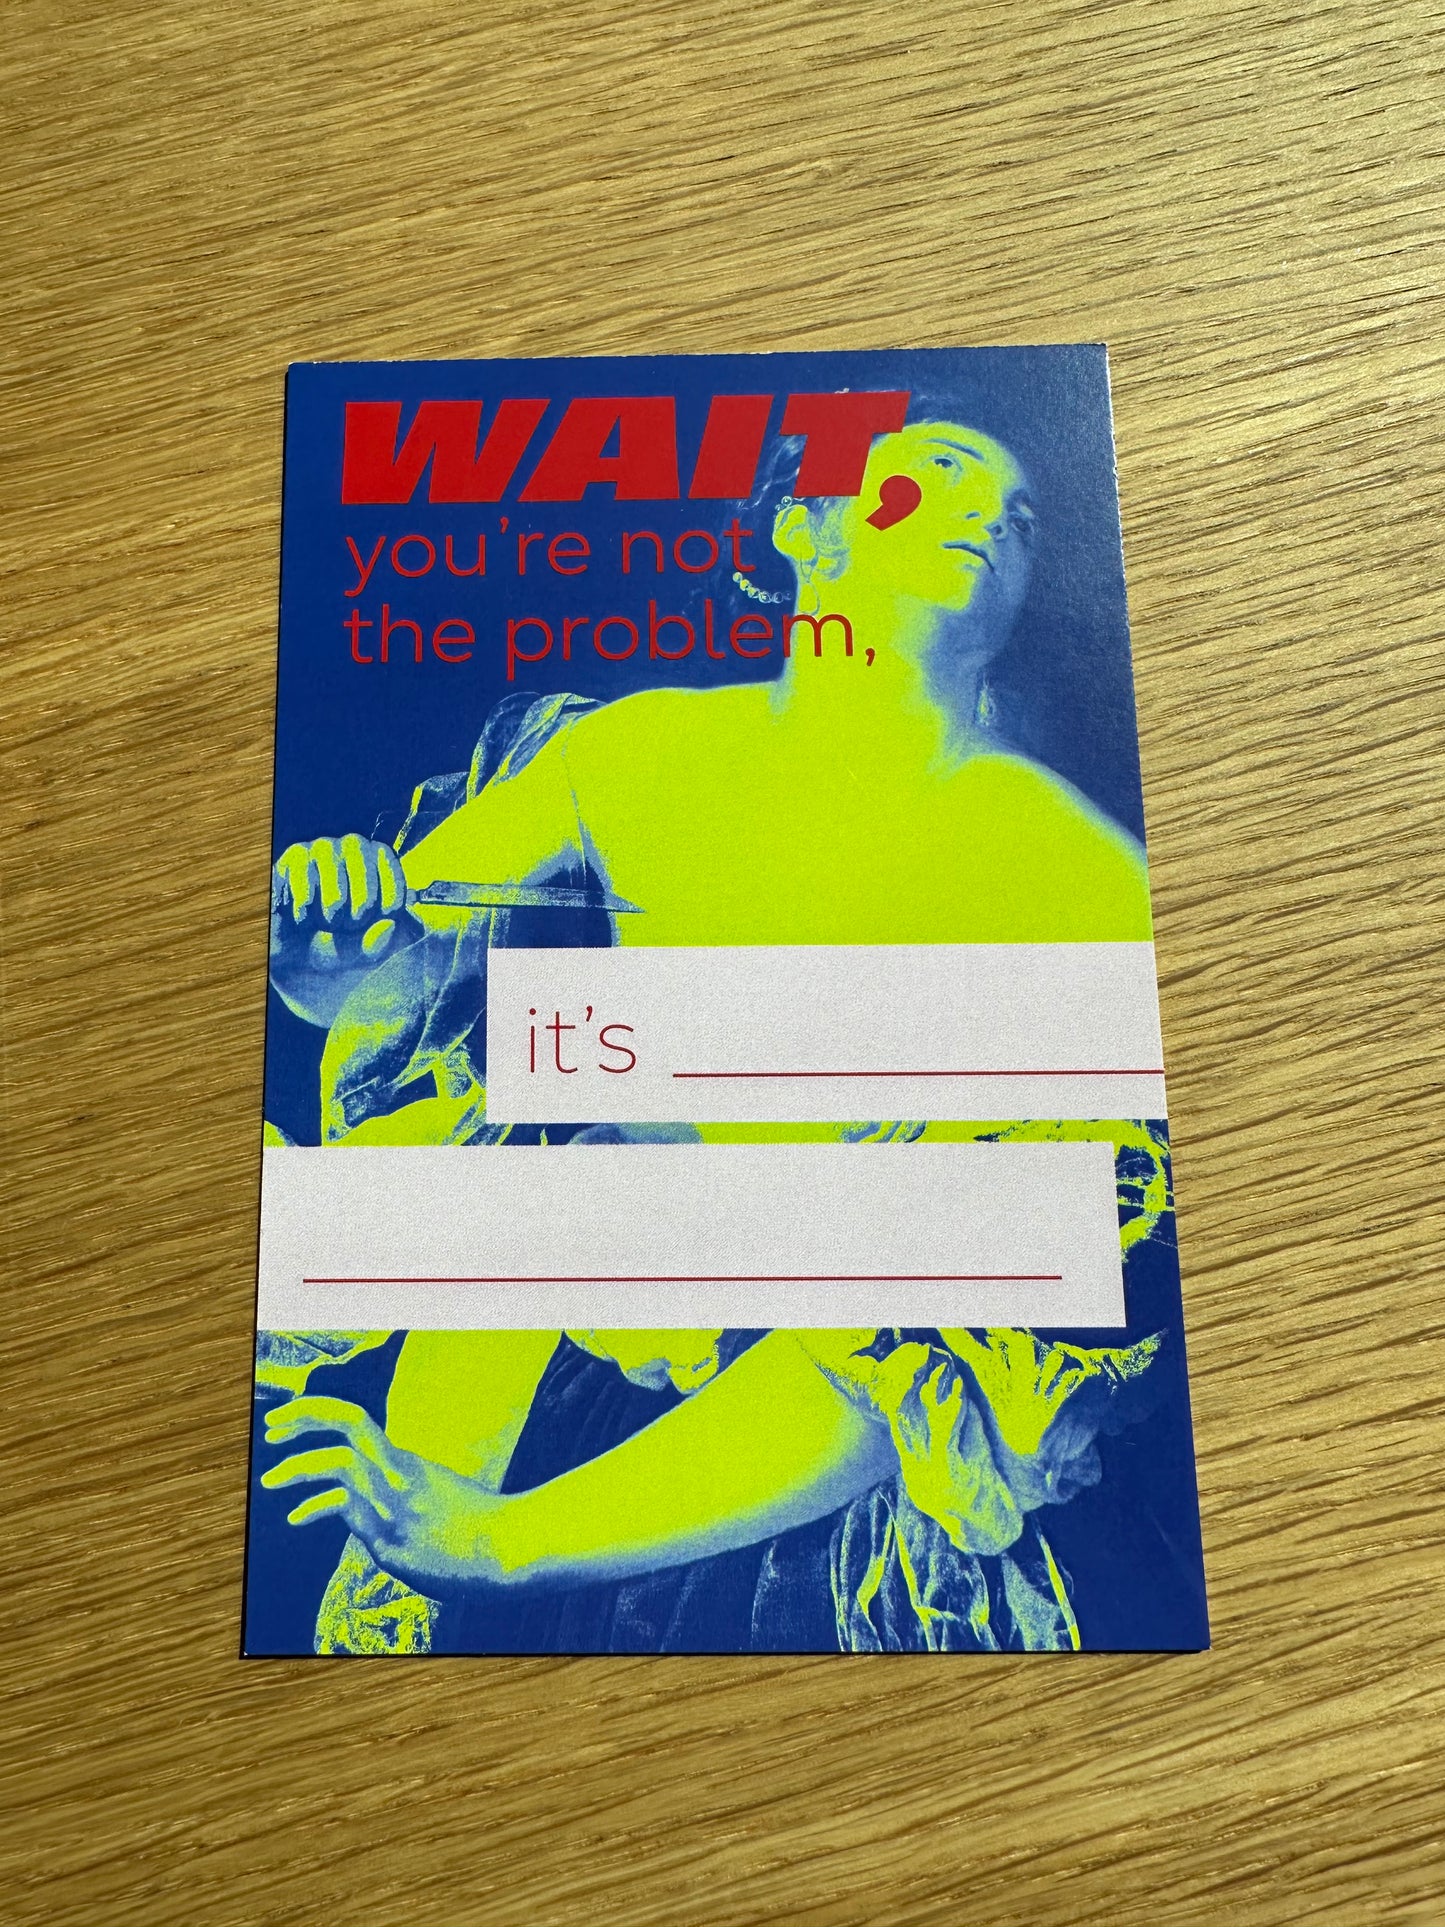 WAIT,
you're not
the problem,
it's